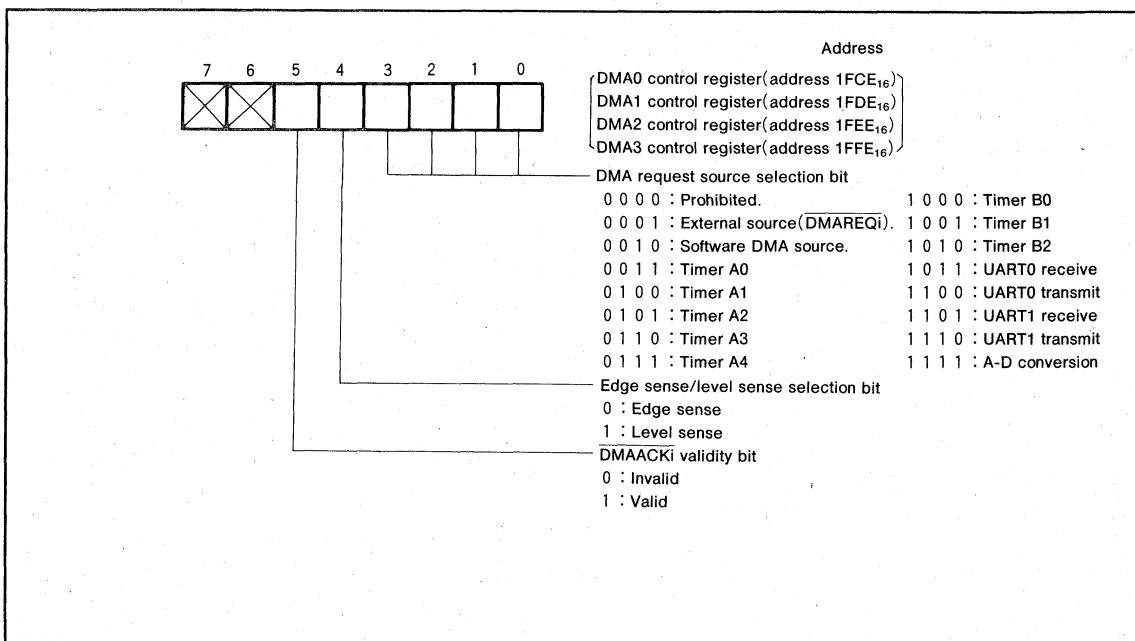 Address
7 6 5 4 3 2 1 0
DMA0 control register(address 1FCE₁₆)
DMA1 control register(address 1FDE₁₆)
DMA2 control register(address 1FEE₁₆)
DMA3 control register(address 1FFE₁₆)
DMA request source selection bit
0 0 0 0 : Prohibited. 1 0 0 0 : Timer B0
0 0 0 1 : External source(D̅M̅A̅R̅E̅Q̅i̅). 1 0 0 1 : Timer B1
0 0 1 0 : Software DMA source. 1 0 1 0 : Timer B2
0 0 1 1 : Timer A0 1 0 1 1 : UART0 receive
0 1 0 0 : Timer A1 1 1 0 0 : UART0 transmit
0 1 0 1 : Timer A2 1 1 0 1 : UART1 receive
0 1 1 0 : Timer A3 1 1 1 0 : UART1 transmit
0 1 1 1 : Timer A4 1 1 1 1 : A-D conversion
Edge sense/level sense selection bit
0 : Edge sense
1 : Level sense
D̅M̅A̅A̅C̅K̅i̅ validity bit
0 : Invalid
1 : Valid